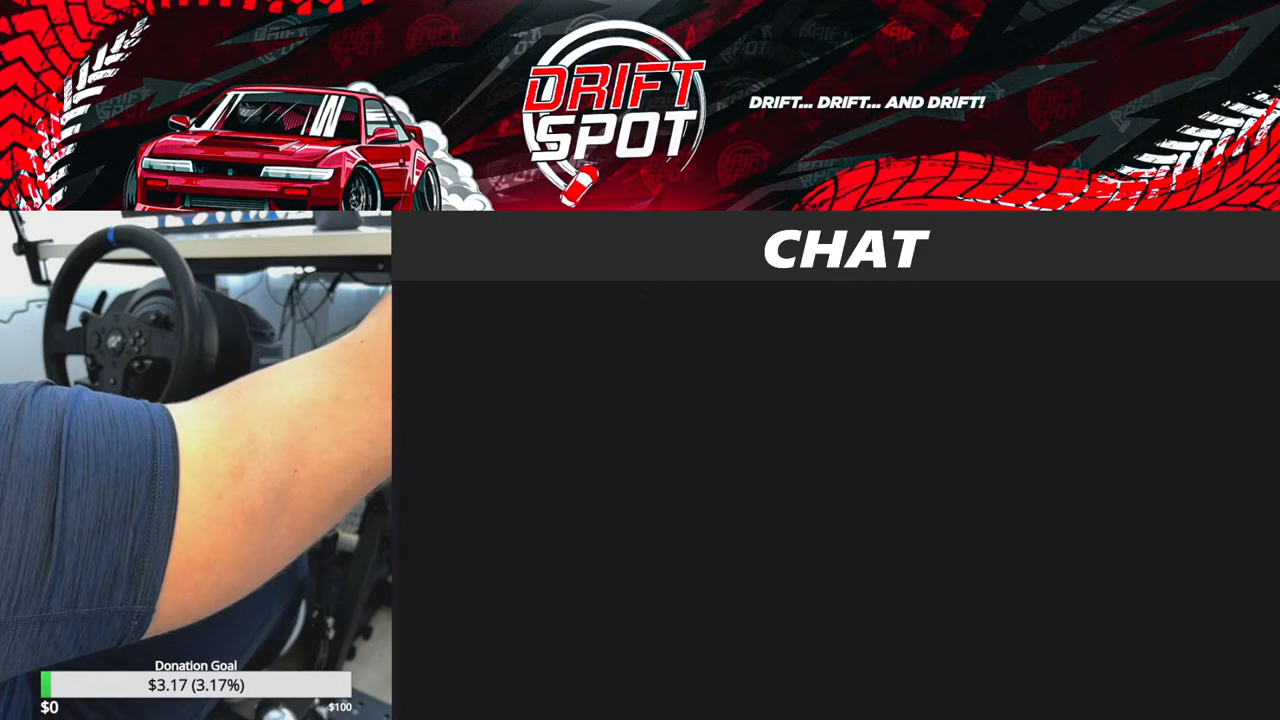 DRIFT
SPOT
DRIFT... DRIFT... AND DRIFT!
CHAT
Donation Goal
$3.17 (3.17%)
$0
$100